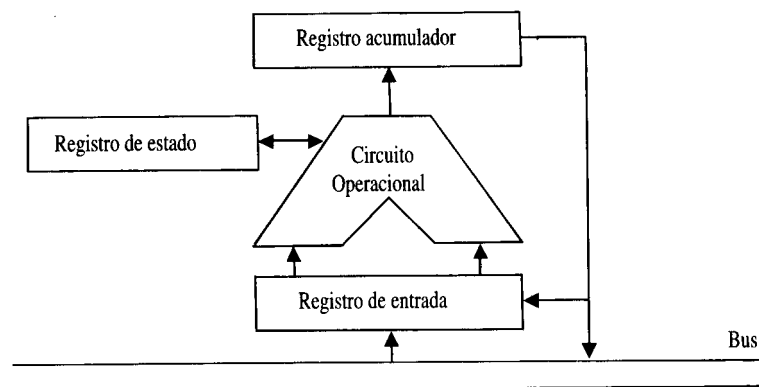 Registro acumulador
Registro de estado
Circuito
Operacional
Registro de entrada
Bus